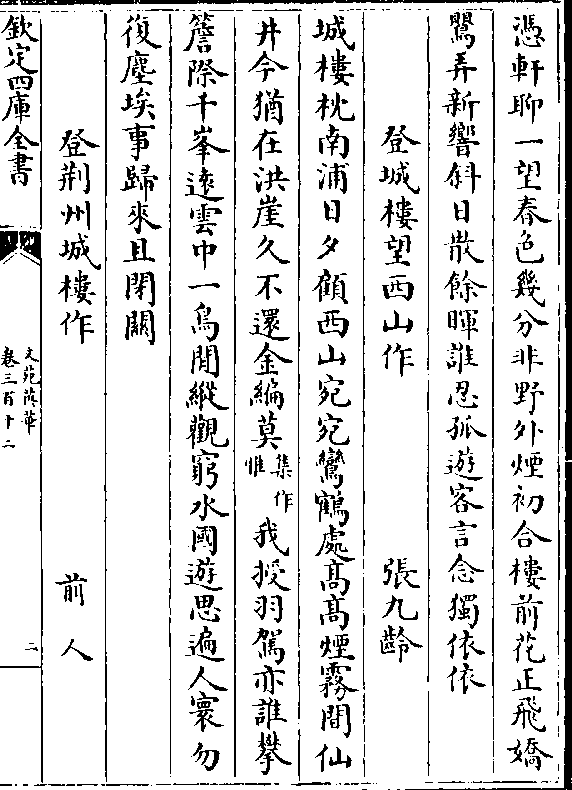 憑軒聊一望春色幾分非野外煙初合樓前花正飛嬌
鸎弄新響斜日散餘暉誰忍孤遊客言念獨依依
登城樓望西山作　張九齡
城樓枕南浦日夕顧西山宛宛鸞鶴處髙髙煙霧間仙
井今猶在洪崖久不還金編莫集作惟我授羽駕亦誰攀
簷際千峯遠雲中一鳥閒縱觀窮水國遊思遍人寰勿
復塵埃事歸來且閉關
登荆州城樓作　前人
欽定四庫全書
文苑英華
卷三百十二
二